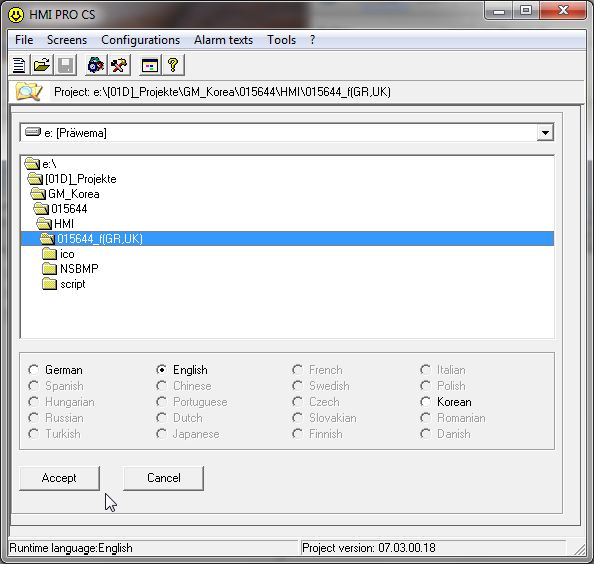 HMI PRO CS
File Screens Configurations Alarm texts Tools ?
Project: e:\[01D]_Projekte\GM_Korea\015644\HMI\015644_f(GR,UK)
e: [Präwema]
e:\
[01D]_Projekte
GM_Korea
015644
HMI
015644_f(GR,UK)
ico
NSBMP
script
German English French Italian
Spanish Chinese Swedish Polish
Hungarian Portuguese Czech Korean
Russian Dutch Slovakian Romanian
Turkish Japanese Finnish Danish
Accept Cancel
Runtime language:English Project version: 07.03.00.18